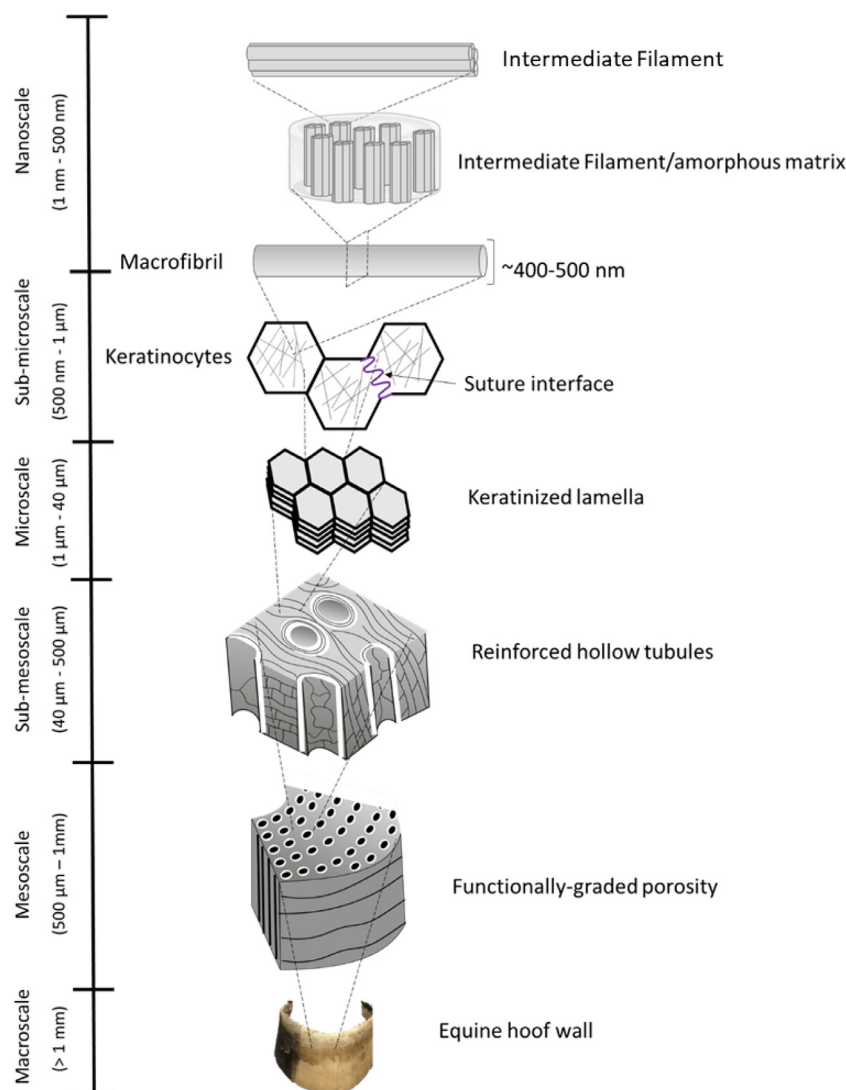 Nanoscale
(1 nm - 500 nm)
Intermediate Filament
Intermediate Filament/amorphous matrix
Macrofibril
~400-500 nm
Sub-microscale
(500 nm - 1 µm)
Keratinocytes
Suture interface
Microscale
(1 µm - 40 µm)
Keratinized lamella
Sub-mesoscale
(40 µm - 500 µm)
Reinforced hollow tubules
Mesoscale
(500 µm – 1mm)
Functionally-graded porosity
Macroscale
(> 1 mm)
Equine hoof wall